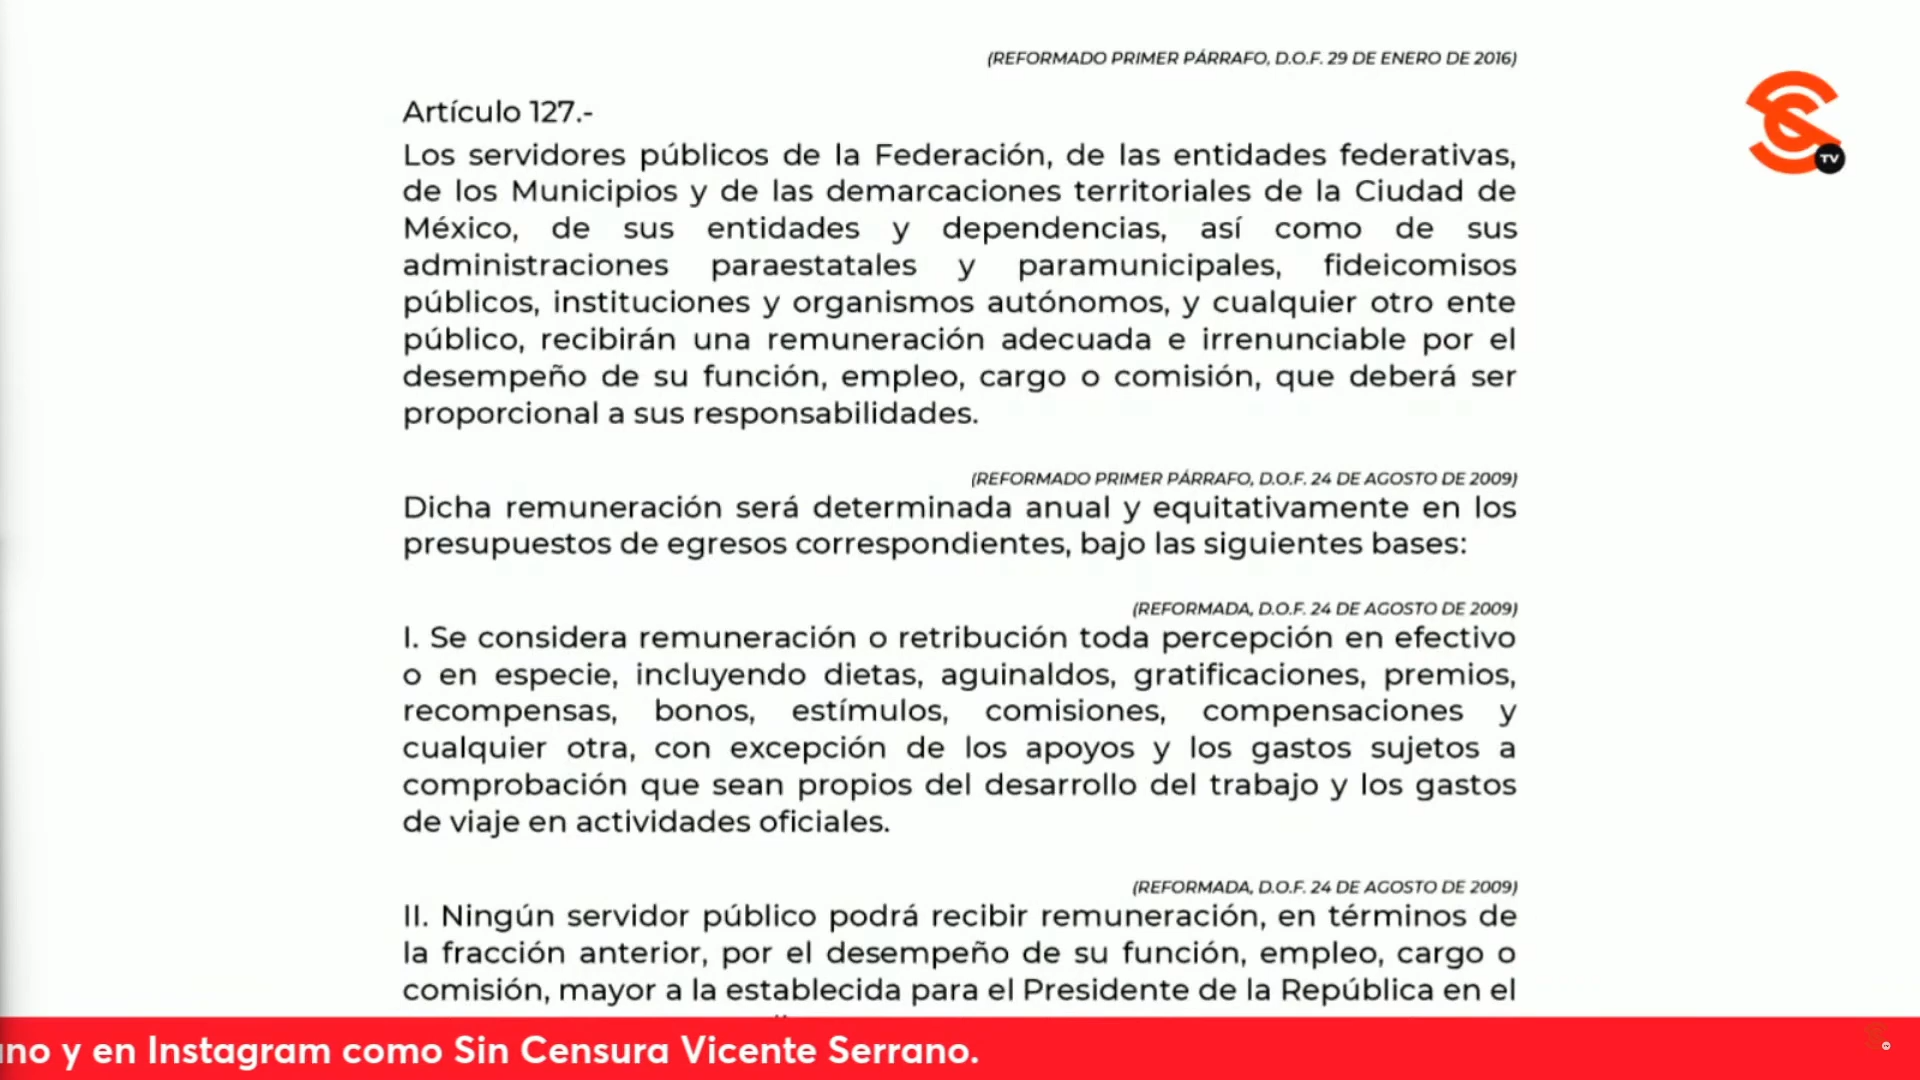 (REFORMADO PRIMER PÁRRAFO, D.O.F. 29 DE ENERO DE 2016)
Artículo 127.-
Los servidores públicos de la Federación, de las entidades federativas,
de los Municipios y de las demarcaciones territoriales de la Ciudad de
México, de sus entidades y dependencias, así como de sus
administraciones paraestatales y paramunicipales, fideicomisos
públicos, instituciones y organismos autónomos, y cualquier otro ente
público, recibirán una remuneración adecuada e irrenunciable por el
desempeño de su función, empleo, cargo o comisión, que deberá ser
proporcional a sus responsabilidades.
(REFORMADO PRIMER PÁRRAFO, D.O.F. 24 DE AGOSTO DE 2009)
Dicha remuneración será determinada anual y equitativamente en los
presupuestos de egresos correspondientes, bajo las siguientes bases:
(REFORMADA, D.O.F. 24 DE AGOSTO DE 2009)
I. Se considera remuneración o retribución toda percepción en efectivo
o en especie, incluyendo dietas, aguinaldos, gratificaciones, premios,
recompensas, bonos, estímulos, comisiones, compensaciones y
cualquier otra, con excepción de los apoyos y los gastos sujetos a
comprobación que sean propios del desarrollo del trabajo y los gastos
de viaje en actividades oficiales.
(REFORMADA, D.O.F. 24 DE AGOSTO DE 2009)
II. Ningún servidor público podrá recibir remuneración, en términos de
la fracción anterior, por el desempeño de su función, empleo, cargo o
comisión, mayor a la establecida para el Presidente de la República en el
TV
no y en Instagram como Sin Censura Vicente Serrano.